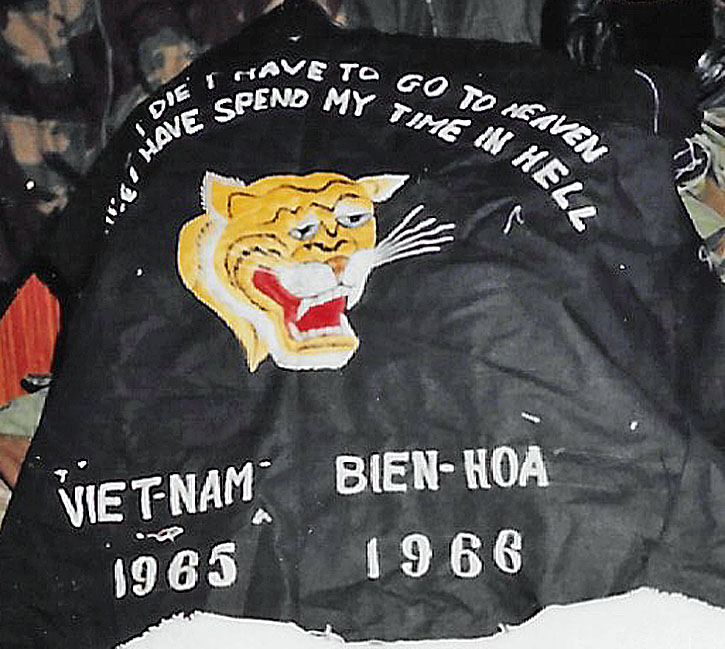 I DIE I HAVE TO GO TO HEAVEN
HAVE SPEND MY TIME IN HELL
VIET-NAM BIEN-HOA
1965 1966